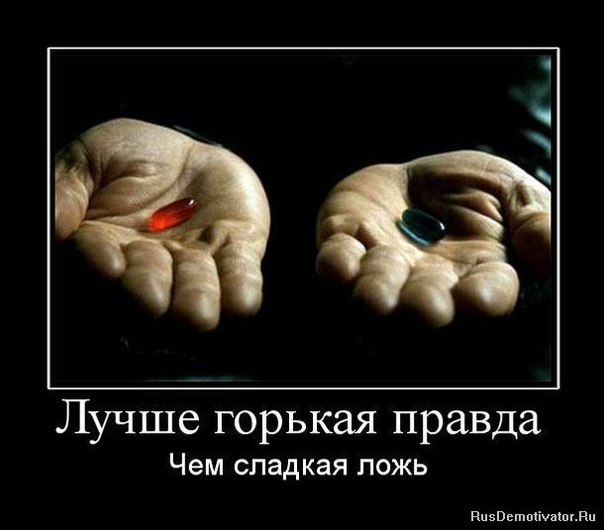 Лучше горькая правда
Чем сладкая ложь
RusDemotivator.Ru